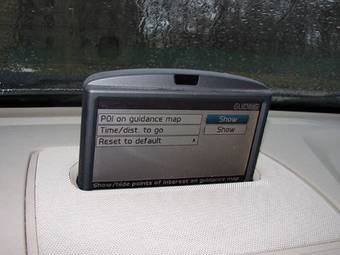 GUIDING
POI on guidance map Show
Time/dist. to go Show
Reset to default
Show/hide points of interest on guidance map